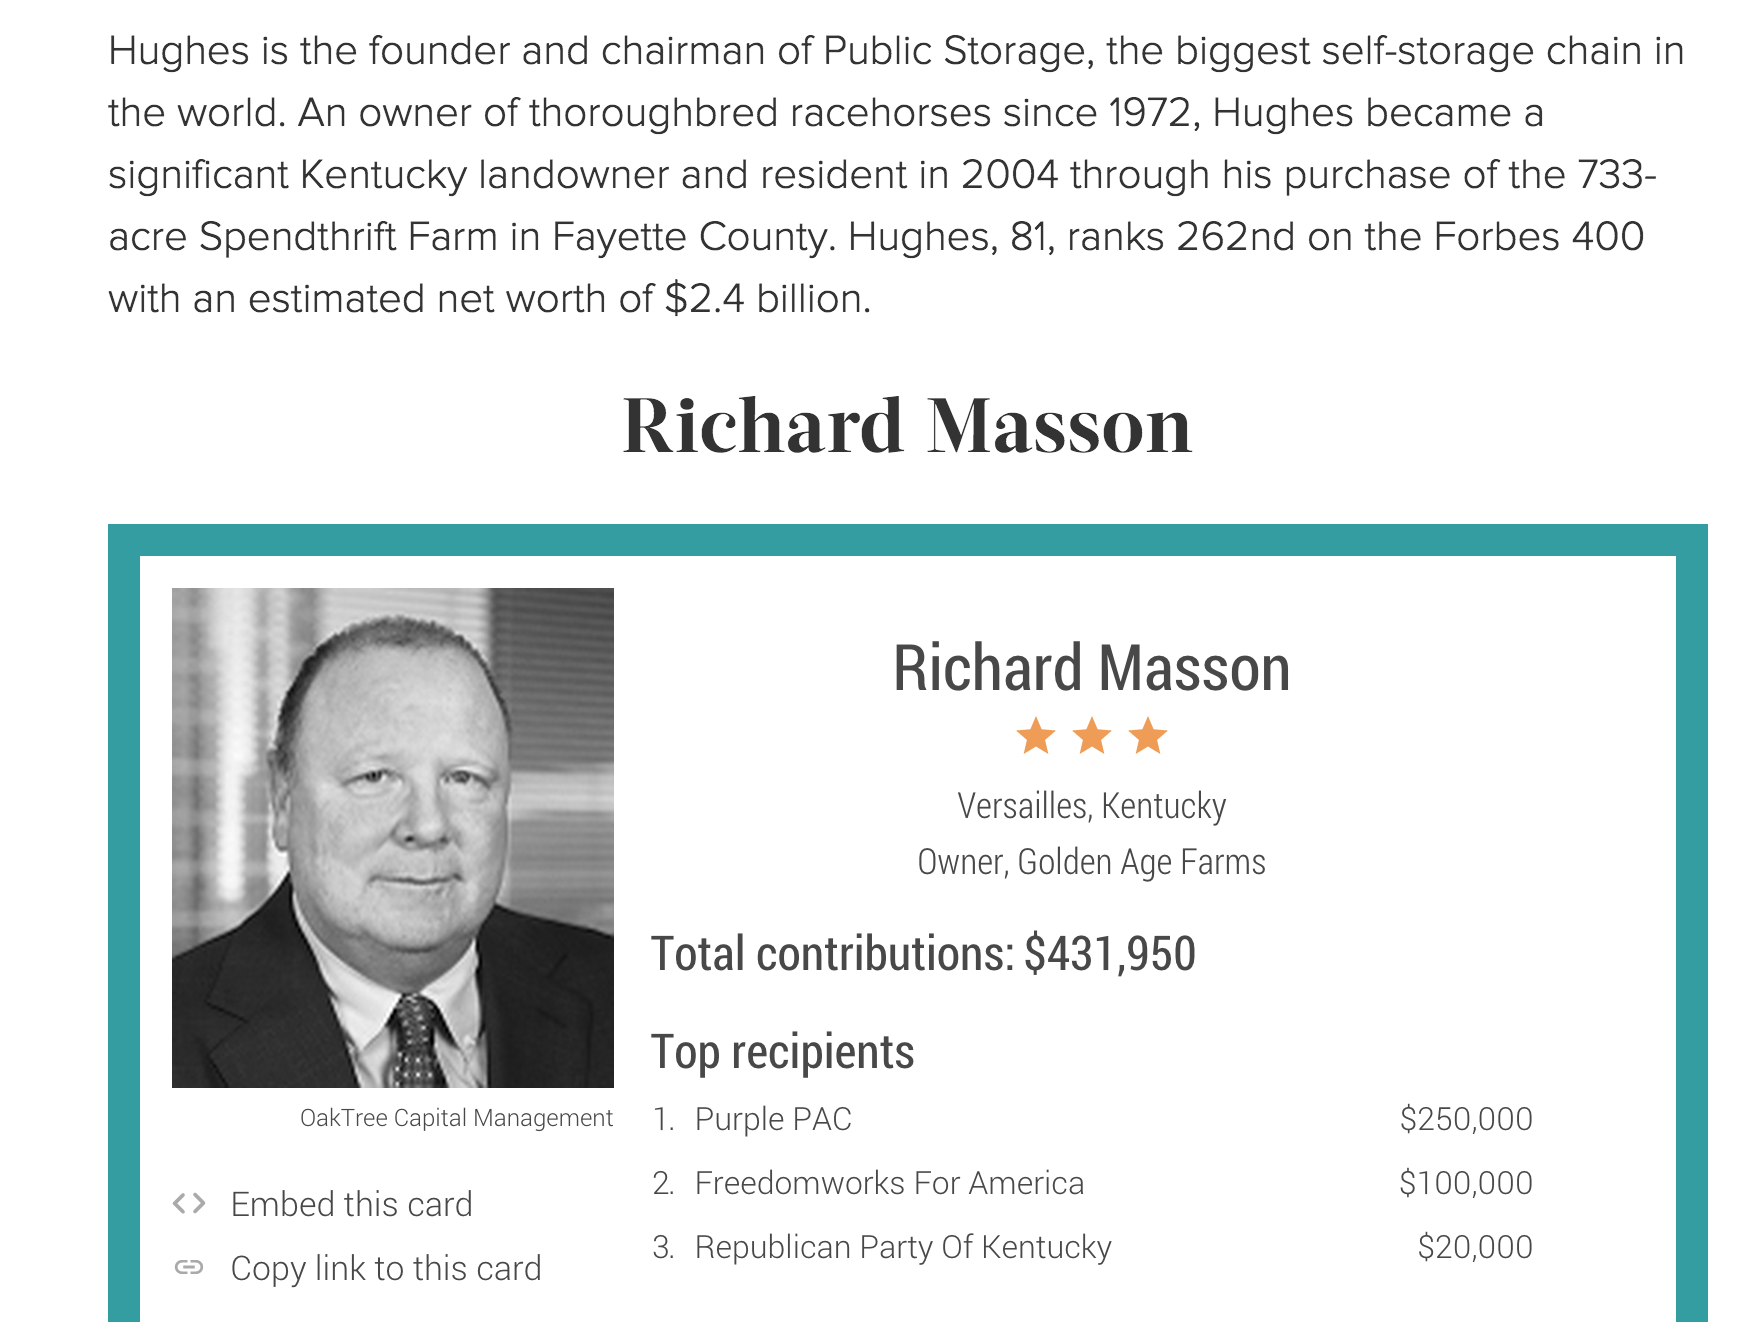 Hughes is the founder and chairman of Public Storage, the biggest self-storage chain in
the world. An owner of thoroughbred racehorses since 1972, Hughes became a
significant Kentucky landowner and resident in 2004 through his purchase of the 733-
acre Spendthrift Farm in Fayette County. Hughes, 81, ranks 262nd on the Forbes 400
with an estimated net worth of $2.4 billion.
Richard Masson
Richard Masson
Versailles, Kentucky
Owner, Golden Age Farms
Total contributions: $431,950
Top recipients
1. Purple PAC $250,000
2. Freedomworks For America $100,000
3. Republican Party Of Kentucky $20,000
OakTree Capital Management
Embed this card
Copy link to this card